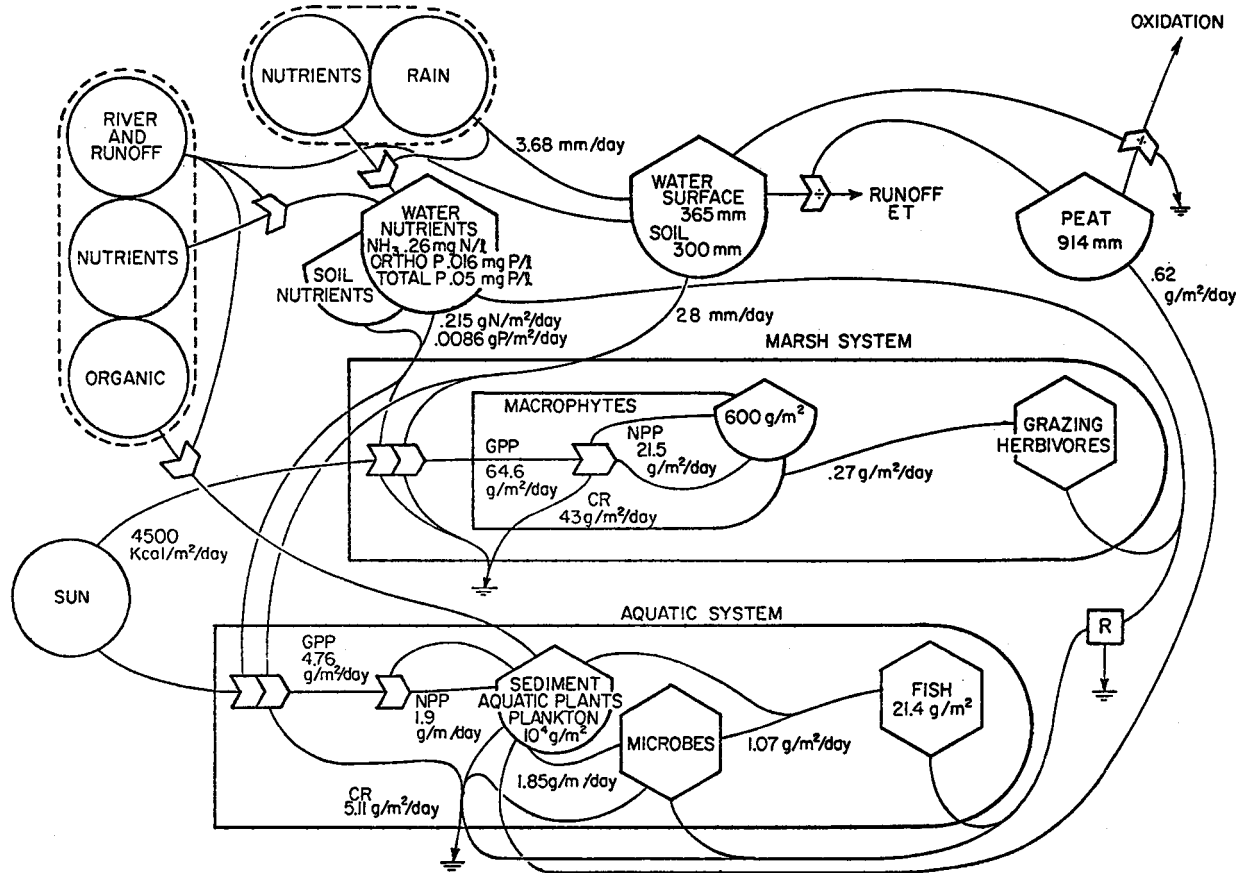 OXIDATION
NUTRIENTS
RAIN
RIVER
AND
RUNOFF
3.68 mm/day
WATER
SURFACE
365 mm
SOIL
300 mm
÷
RUNOFF
ET
÷
PEAT
914 mm
WATER
NUTRIENTS
NH₃ .26 mg N/l
ORTHO P .016 mg P/l
TOTAL P .05 mg P/l
SOIL
NUTRIENTS
NUTRIENTS
.62
g/m²/day
.215 gN/m²/day
.0086 gP/m²/day
28 mm/day
MARSH SYSTEM
ORGANIC
MACROPHYTES
600 g/m²
GRAZING
HERBIVORES
GPP
64.6
g/m²/day
NPP
21.5
g/m²/day
.27 g/m²/day
CR
43 g/m²/day
4500
Kcal/m²/day
SUN
AQUATIC SYSTEM
R
GPP
4.76
g/m²/day
NPP
1.9
g/m /day
SEDIMENT
AQUATIC PLANTS
PLANKTON
10⁴ g/m²
FISH
21.4 g/m²
MICROBES
1.07 g/m²/day
1.85 g/m /day
CR
5.11 g/m²/day